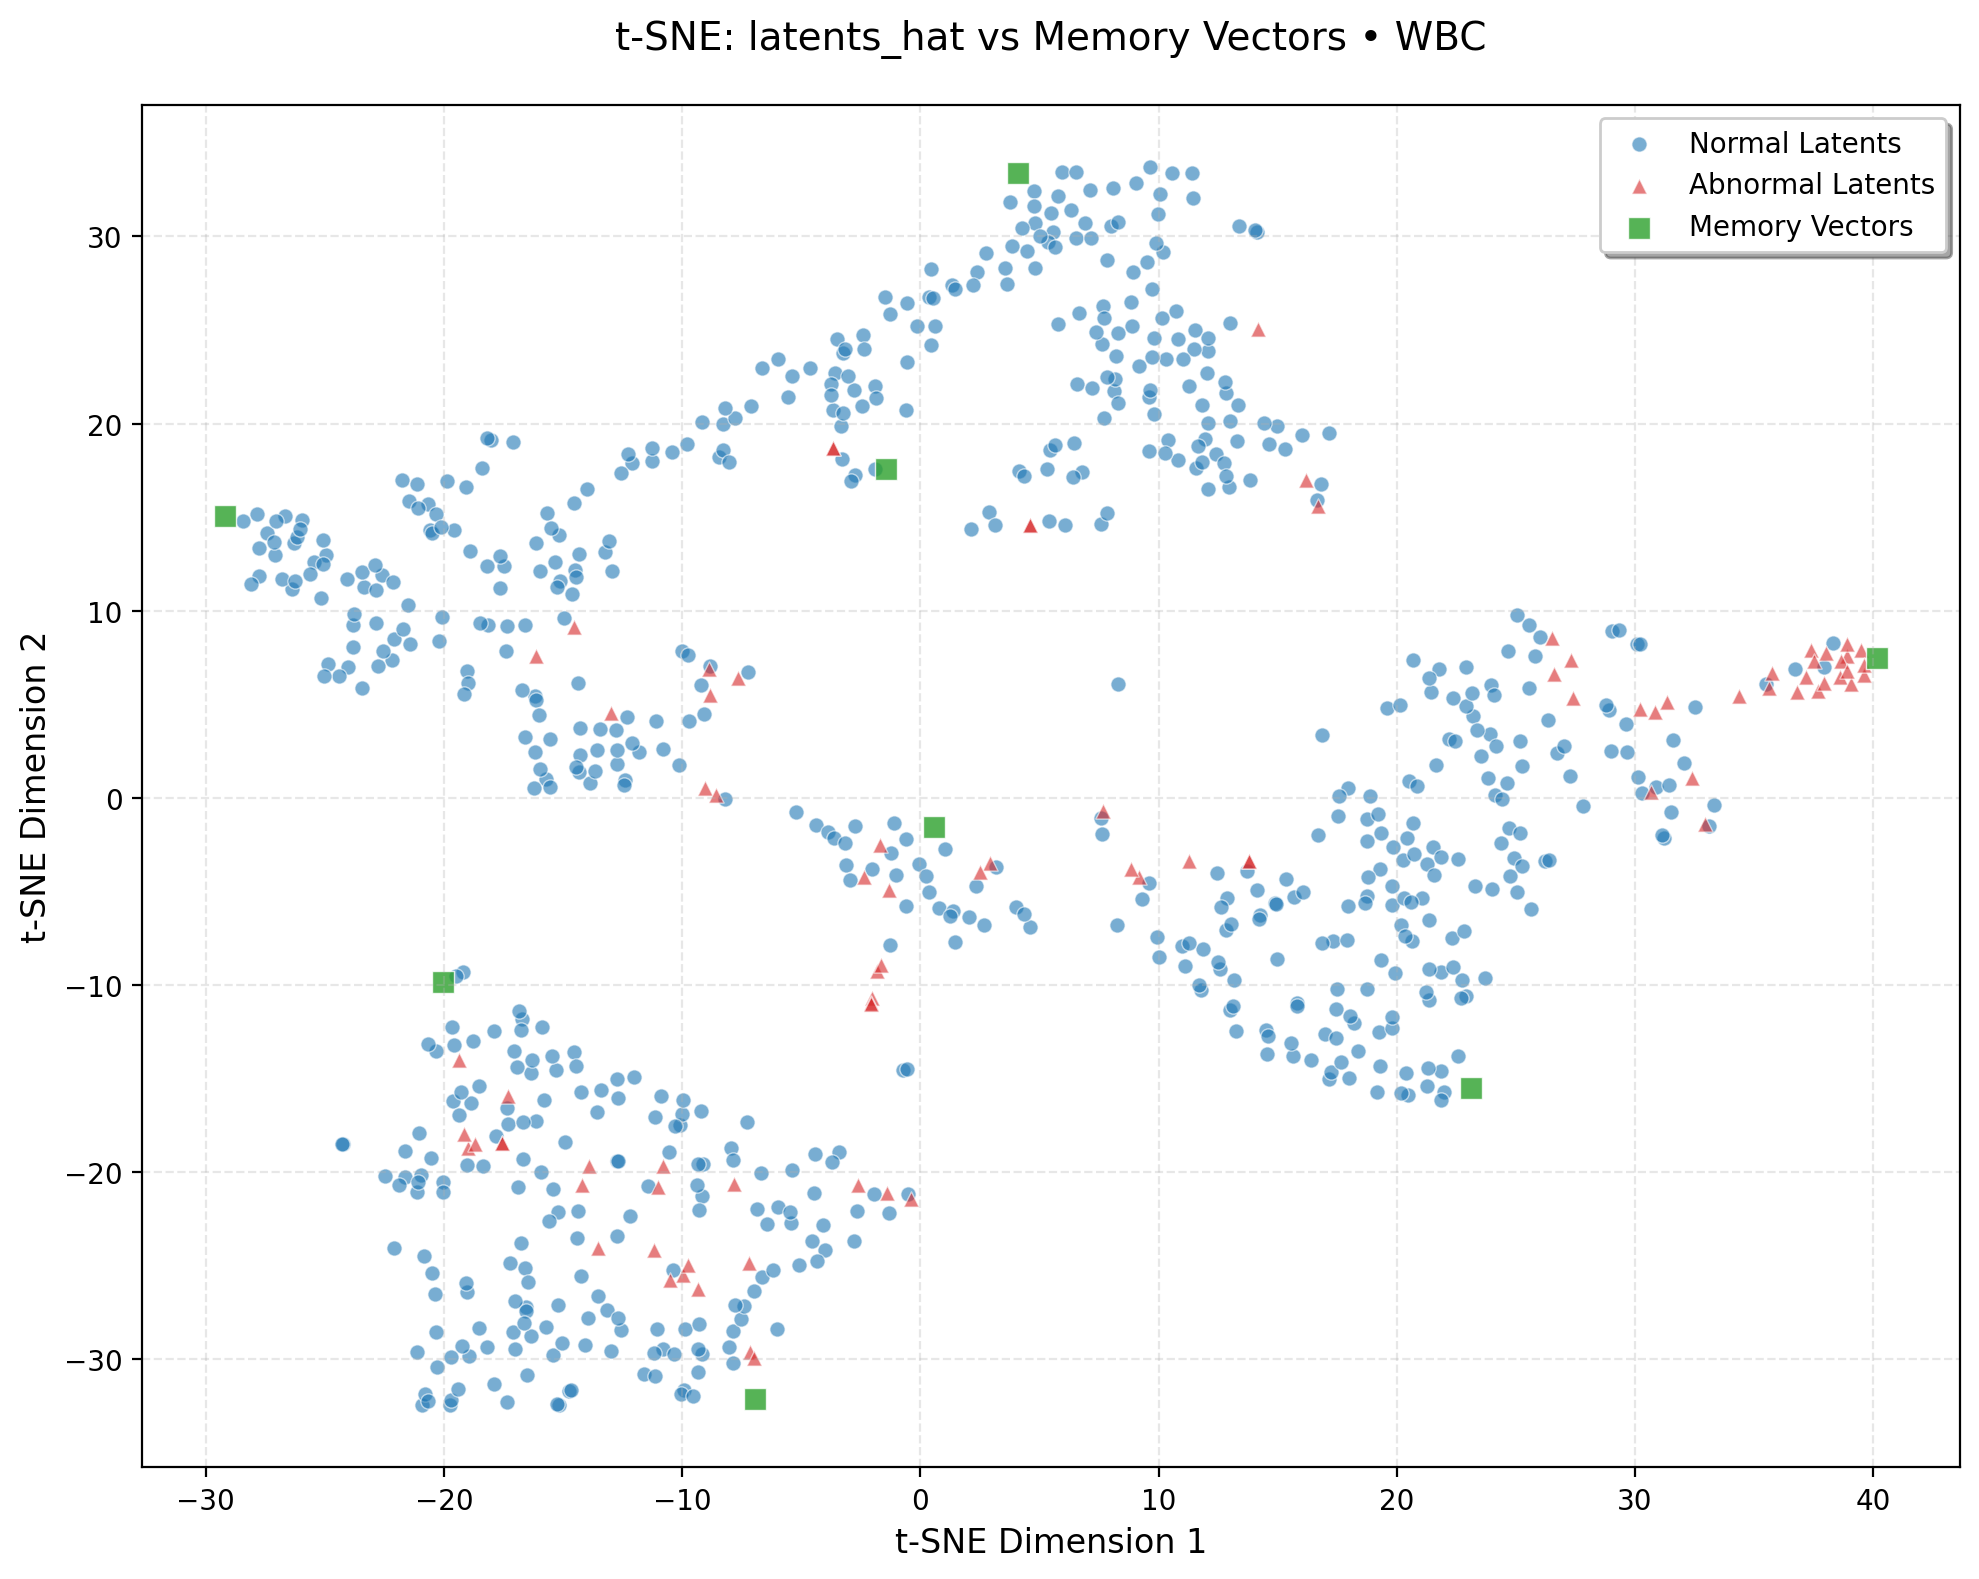 t-SNE: latents_hat vs Memory Vectors • WBC
Normal Latents
Abnormal Latents
Memory Vectors
t-SNE Dimension 2
30
20
10
0
−10
−20
−30
−30
−20
−10
0
10
20
30
40
t-SNE Dimension 1